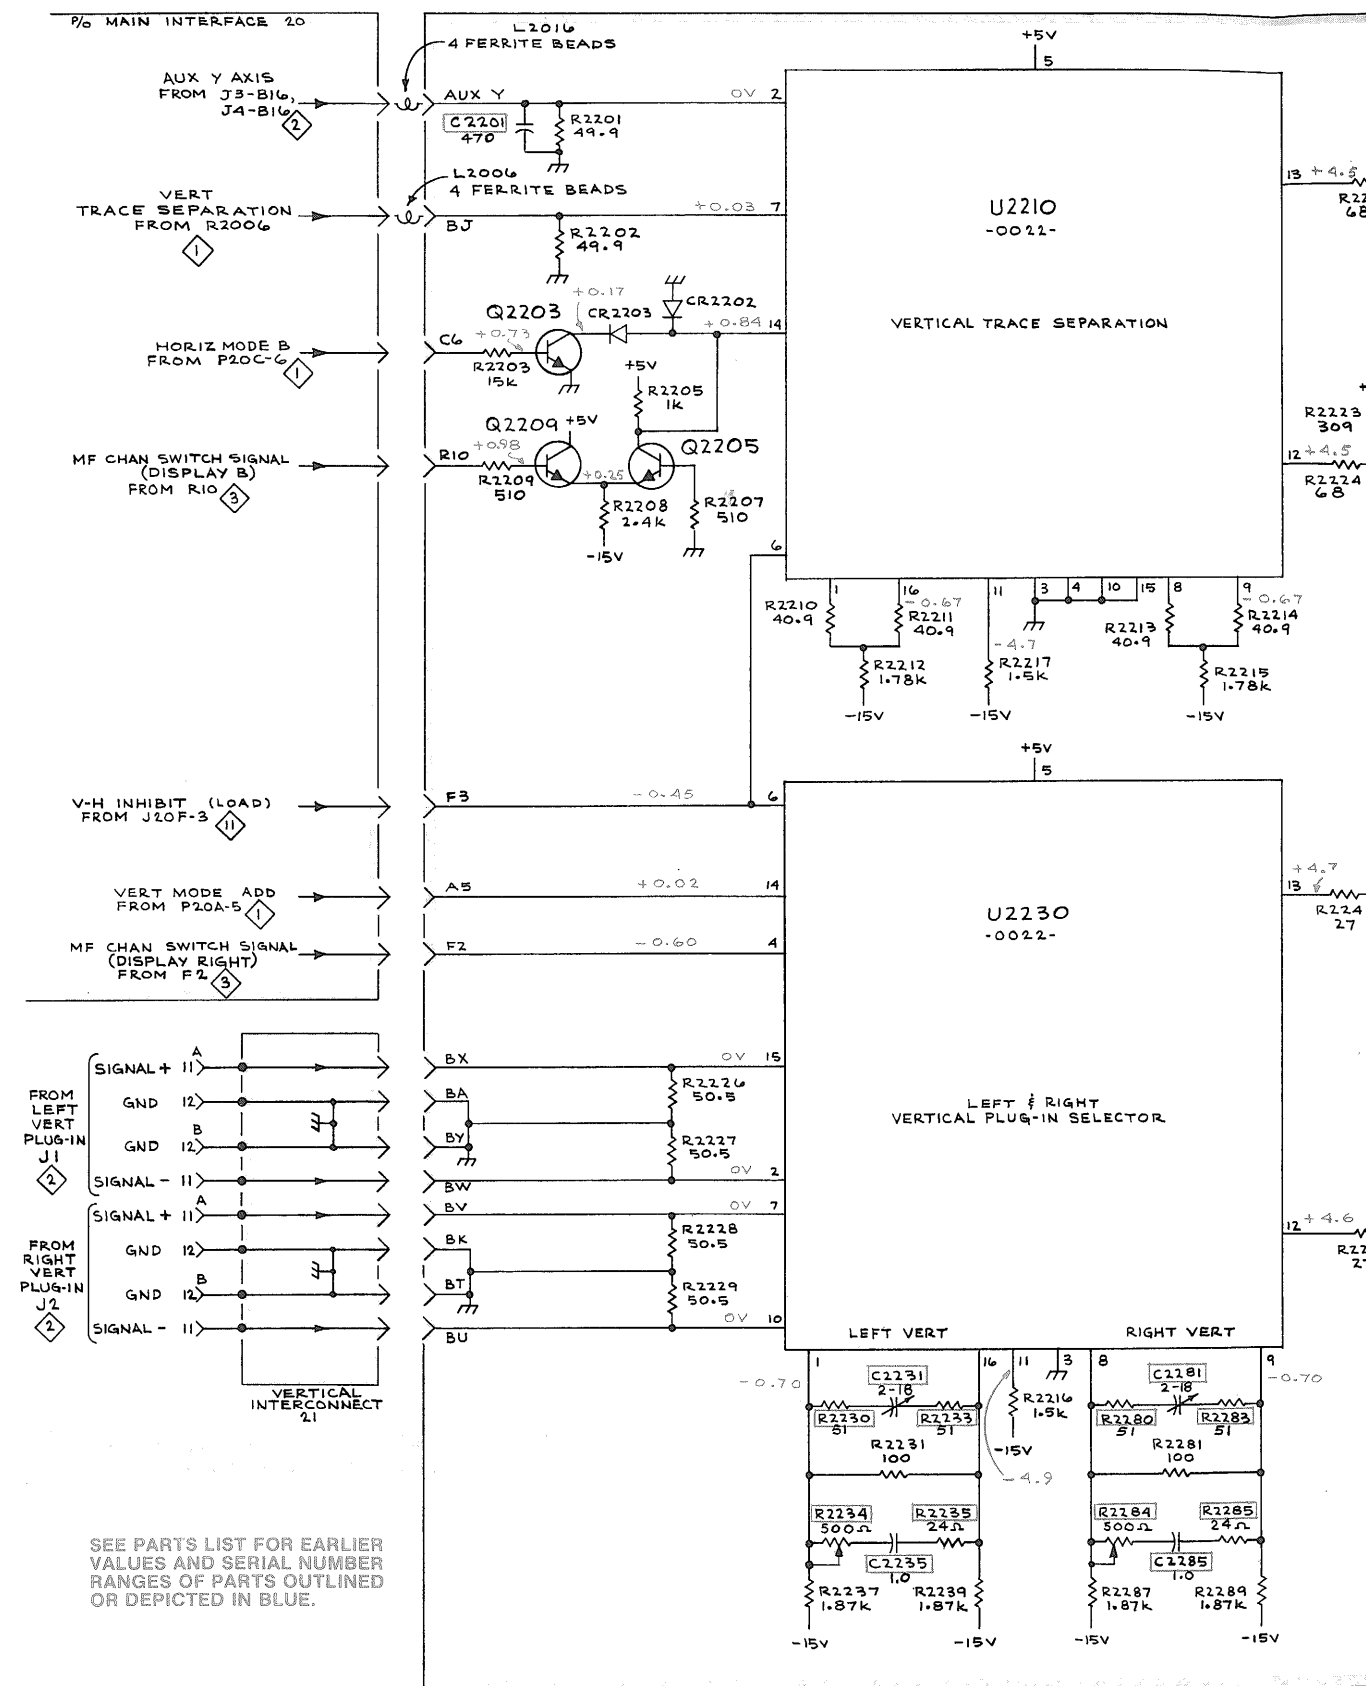 P/O MAIN INTERFACE 20
L2016
4 FERRITE BEADS
+5V
5
AUX Y AXIS
FROM J3-B16,
J4-B16
2
AUX Y
0V 2
C2201
470
R2201
49.9
L2006
4 FERRITE BEADS
VERT
TRACE SEPARATION
FROM R2006
1
BJ
+0.03 7
R2202
49.9
U2210
-0022-
VERTICAL TRACE SEPARATION
13 +4.5
+0.17
CR2202
Q2203
CR2203
+0.84 14
HORIZ MODE B
FROM P20C-6
1
C6
+0.73
R2203
15K
+5V
R2205
1K
Q2209 +5V
Q2205
MF CHAN SWITCH SIGNAL
(DISPLAY B)
FROM R10
3
R10
+0.98
R2209
510
+0.25
R2208
2.4K
-15V
R2207
510
R2223
309
12 +4.5
R2224
68
6
1
16
11
3
4
10
15
8
9
R2210
40.9
-0.67
R2211
40.9
R2213
40.9
-0.67
R2214
40.9
-4.7
R2212
1.78K
R2217
1.5K
R2215
1.78K
-15V
-15V
-15V
+5V
5
V-H INHIBIT (LOAD)
FROM J20F-3
11
F3
-0.45
6
VERT MODE ADD
FROM P20A-5
1
A5
+0.02
14
MF CHAN SWITCH SIGNAL
(DISPLAY RIGHT)
FROM F2
3
F2
-0.60
4
U2230
-0022-
LEFT & RIGHT
VERTICAL PLUG-IN SELECTOR
+4.7
13
R224
27
FROM
LEFT
VERT
PLUG-IN
J1
2
A
SIGNAL + 11
GND 12
B
GND 12
SIGNAL - 11
BX
BA
BY
BW
0V 15
R2226
50.5
R2227
50.5
0V 2
FROM
RIGHT
VERT
PLUG-IN
J2
2
A
SIGNAL + 11
GND 12
B
GND 12
SIGNAL - 11
BV
BK
BT
BU
0V 7
R2228
50.5
R2229
50.5
0V 10
12 +4.6
VERTICAL
INTERCONNECT
21
LEFT VERT
RIGHT VERT
1
16
11
3
8
9
-0.70
-0.70
C2231
2-18
R2230
51
R2233
51
R2231
100
R2216
1.5K
-15V
-4.9
C2281
2-18
R2280
51
R2283
51
R2281
100
R2234
500Ω
R2235
24Ω
C2235
1.0
R2284
500Ω
R2285
24Ω
C2285
1.0
R2237
1.87K
R2239
1.87K
R2287
1.87K
R2289
1.87K
-15V
-15V
-15V
-15V
SEE PARTS LIST FOR EARLIER
VALUES AND SERIAL NUMBER
RANGES OF PARTS OUTLINED
OR DEPICTED IN BLUE.